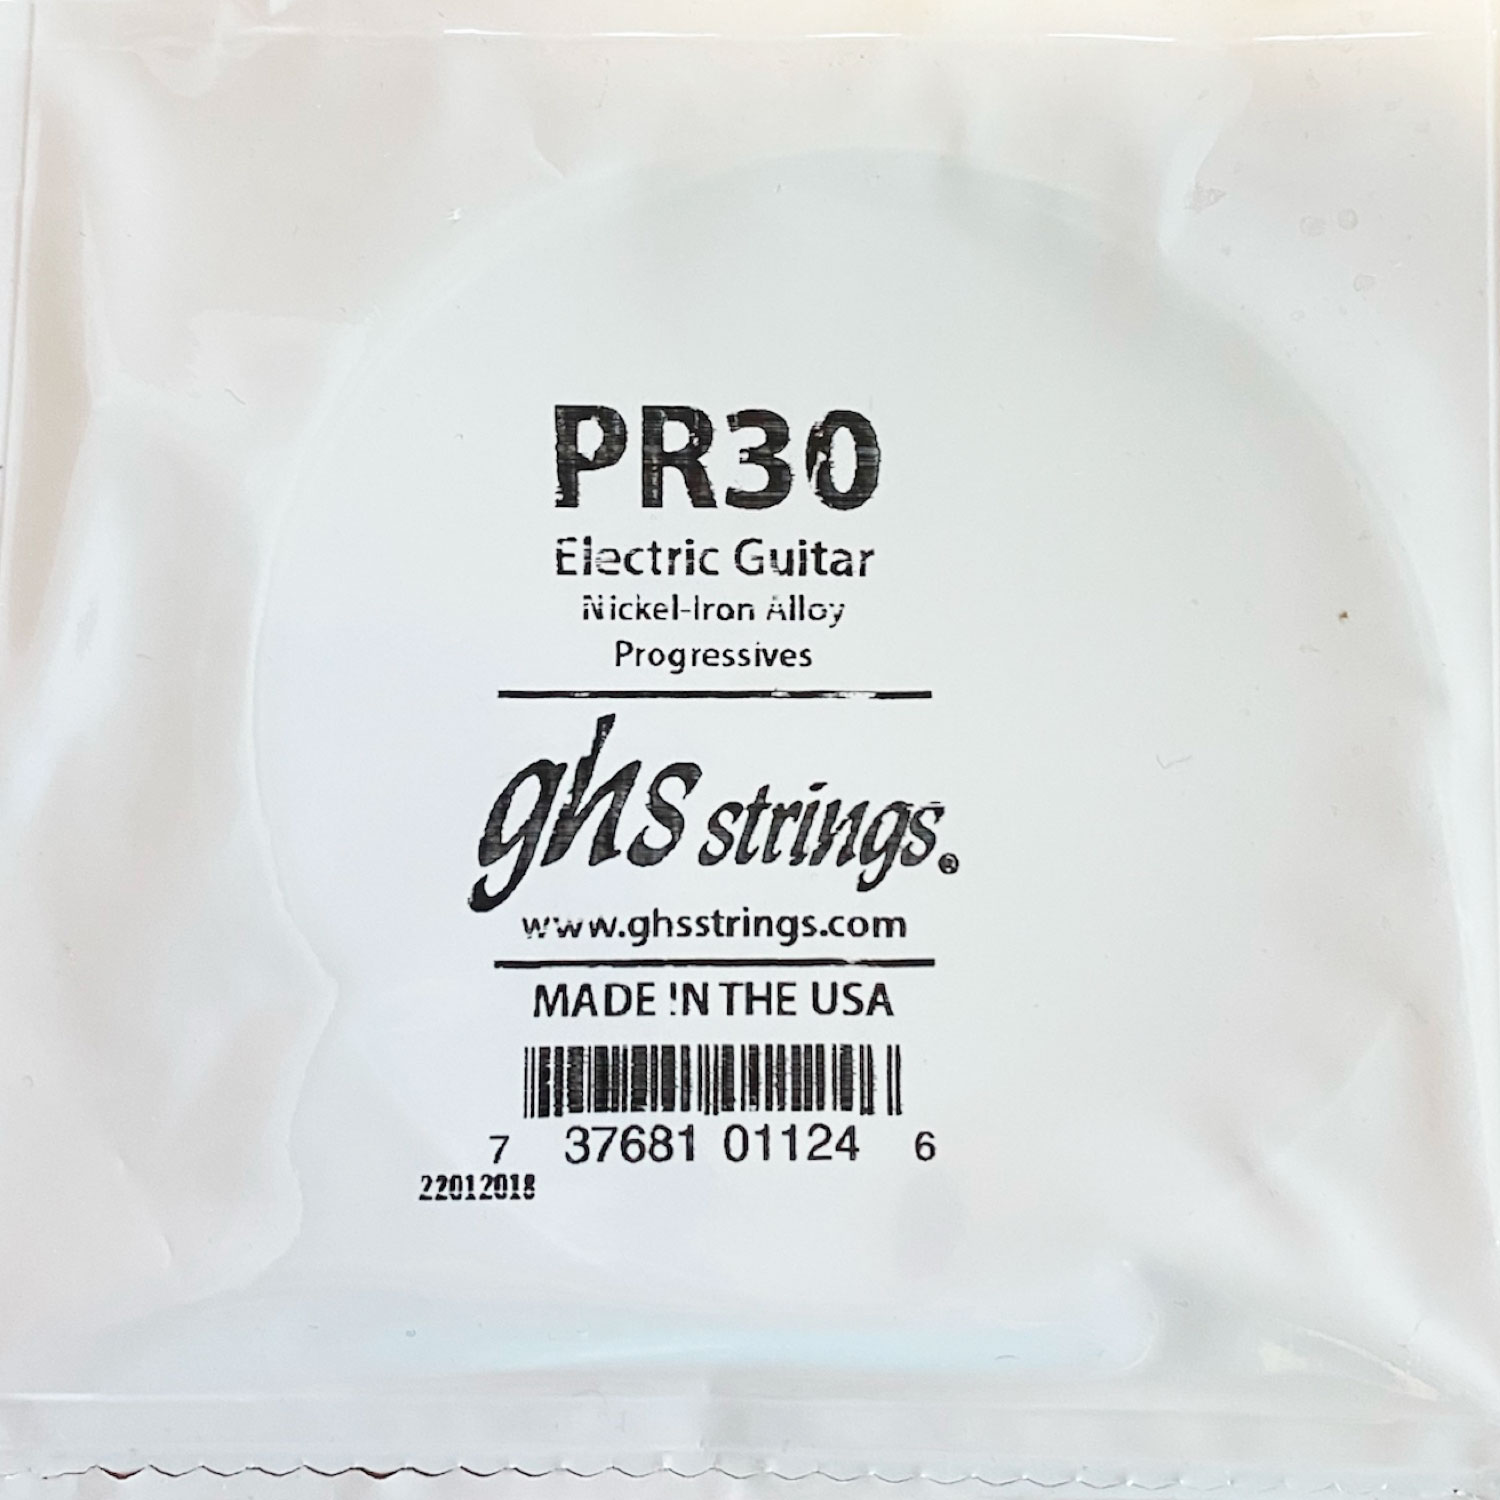 PR30
Electric Guitar
Nickel-Iron Alloy
Progressives
ghs strings®
www.ghsstrings.com
MADE IN THE USA
7 37681 01124 6
22012018